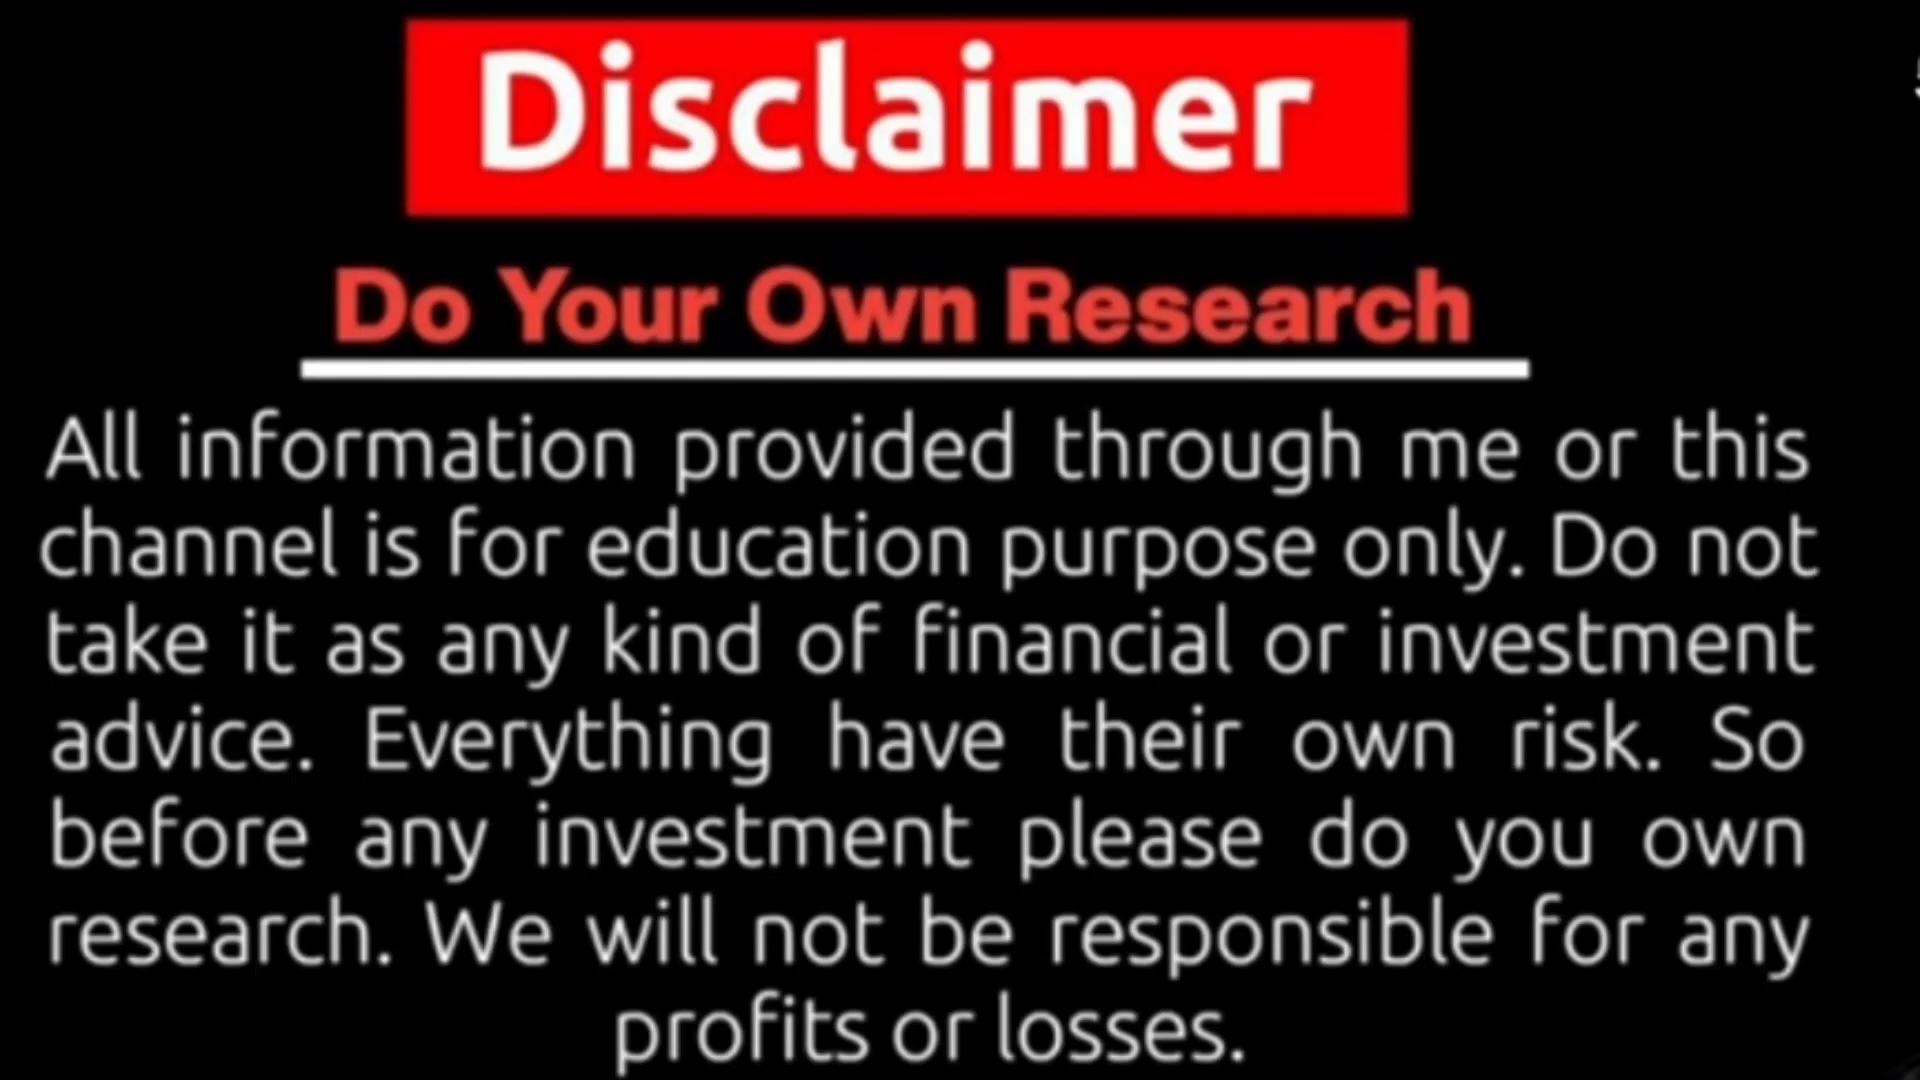 Disclaimer
Do Your Own Research
All information provided through me or this
channel is for education purpose only. Do not
take it as any kind of financial or investment
advice. Everything have their own risk. So
before any investment please do you own
research. We will not be responsible for any
profits or losses.